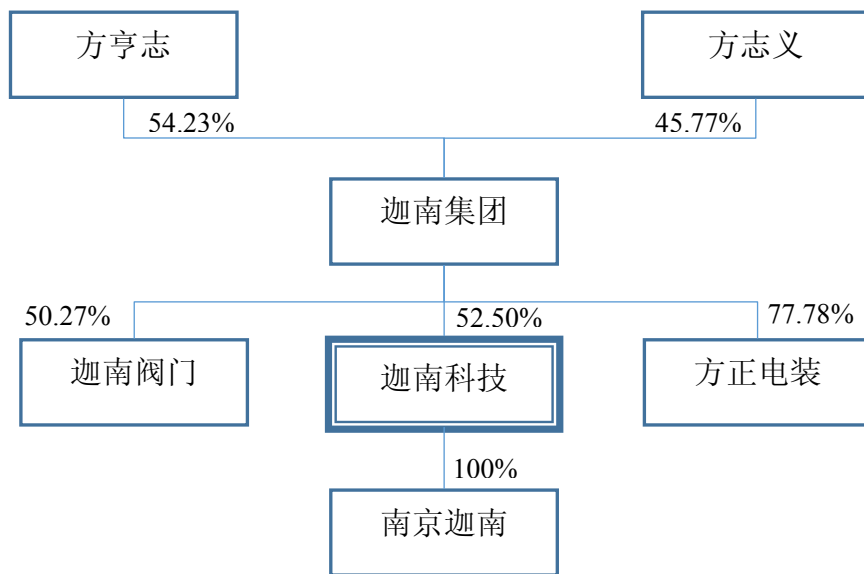 方亨志
方志义
54.23%
45.77%
迦南集团
50.27%
52.50%
77.78%
迦南阀门
迦南科技
方正电装
100%
南京迦南